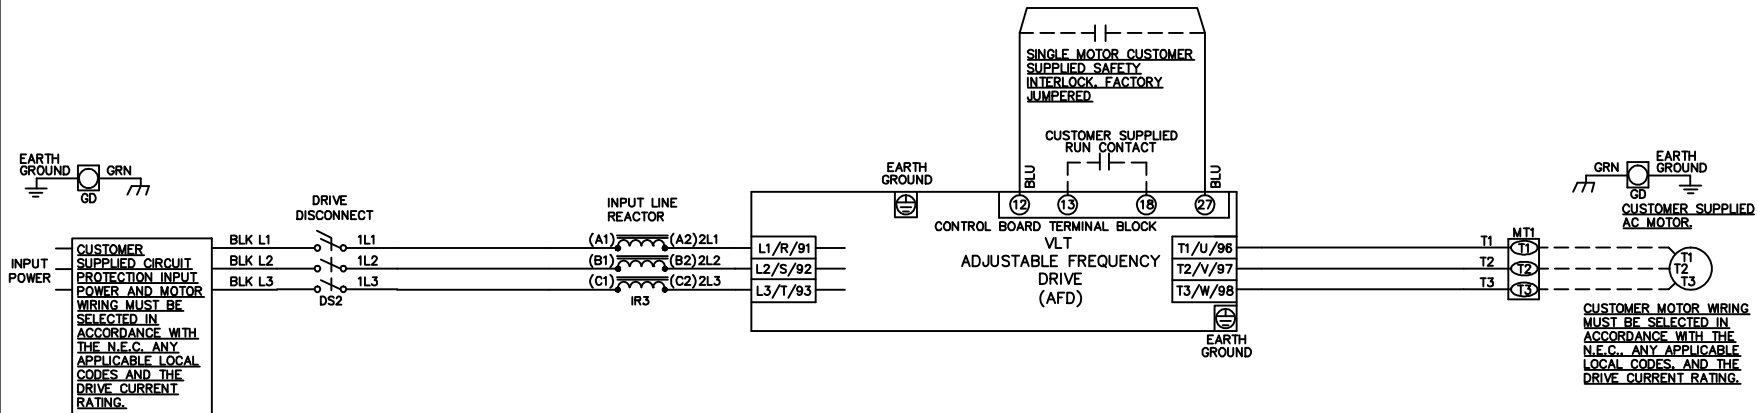 SINGLE MOTOR CUSTOMER
SUPPLIED SAFETY
INTERLOCK, FACTORY
JUMPERED
CUSTOMER SUPPLIED
RUN CONTACT
BLU
BLU
EARTH
GROUND
GRN
GD
DRIVE
DISCONNECT
INPUT LINE
REACTOR
EARTH
GROUND
12
13
18
27
CONTROL BOARD TERMINAL BLOCK
VLT
ADJUSTABLE FREQUENCY
DRIVE
(AFD)
GRN
EARTH
GROUND
GD
CUSTOMER SUPPLIED
AC MOTOR.
INPUT
POWER
CUSTOMER
SUPPLIED CIRCUIT
PROTECTION INPUT
POWER AND MOTOR
WIRING MUST BE
SELECTED IN
ACCORDANCE WITH
THE N.E.C. ANY
APPLICABLE LOCAL
CODES AND THE
DRIVE CURRENT
RATING.
BLK L1
1L1
(A1)
(A2)2L1
L1/R/91
BLK L2
1L2
(B1)
(B2)2L2
L2/S/92
BLK L3
1L3
(C1)
(C2)2L3
L3/T/93
DS2
IR3
T1/U/96
T2/V/97
T3/W/98
EARTH
GROUND
MT1
T1
T1
T2
T2
T3
T3
T1
T2
T3
CUSTOMER MOTOR WIRING
MUST BE SELECTED IN
ACCORDANCE WITH THE
N.E.C., ANY APPLICABLE
LOCAL CODES, AND THE
DRIVE CURRENT RATING.